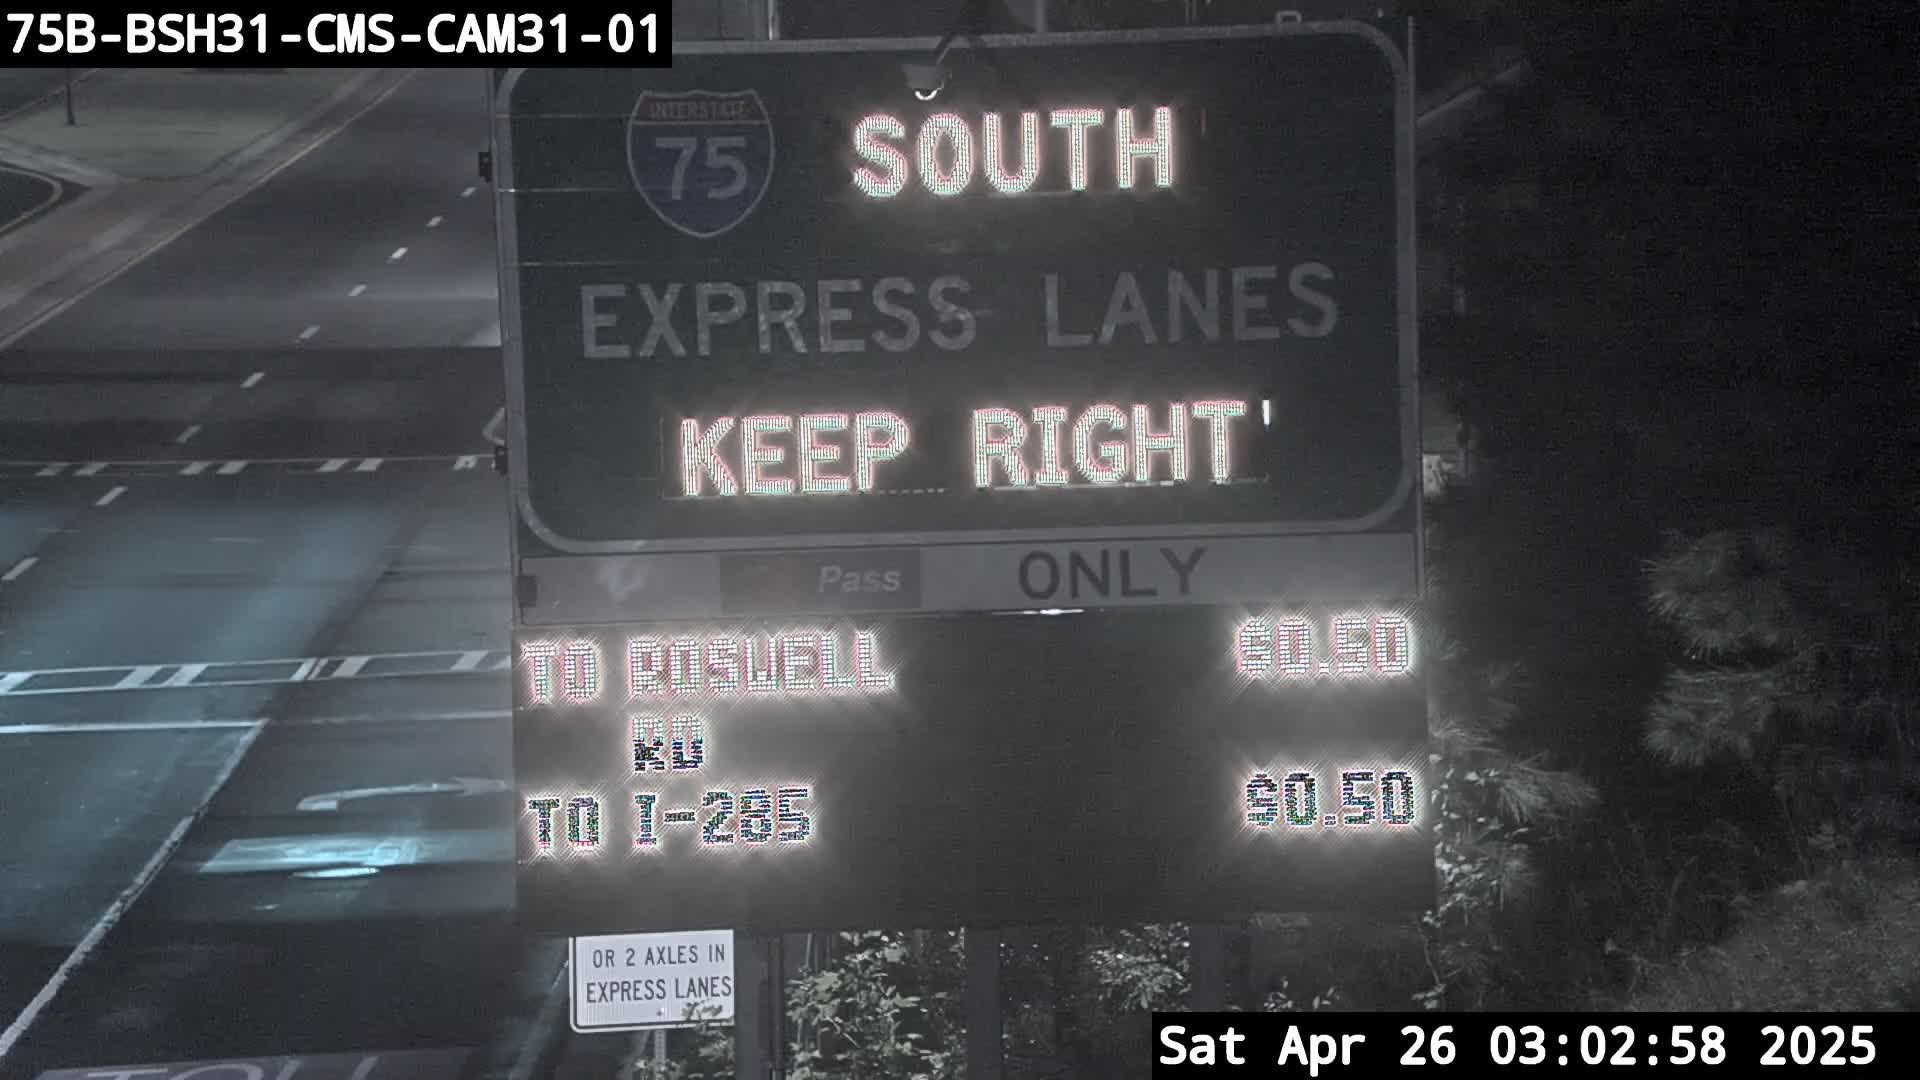 75B-BSH31-CMS-CAM31-01
INTERSTATE
75
SOUTH
EXPRESS LANES
KEEP RIGHT
Pass
ONLY
TO ROSWELL $0.50
RD
TO I-285 $0.50
OR 2 AXLES IN
EXPRESS LANES
TOLL
Sat Apr 26 03:02:58 2025